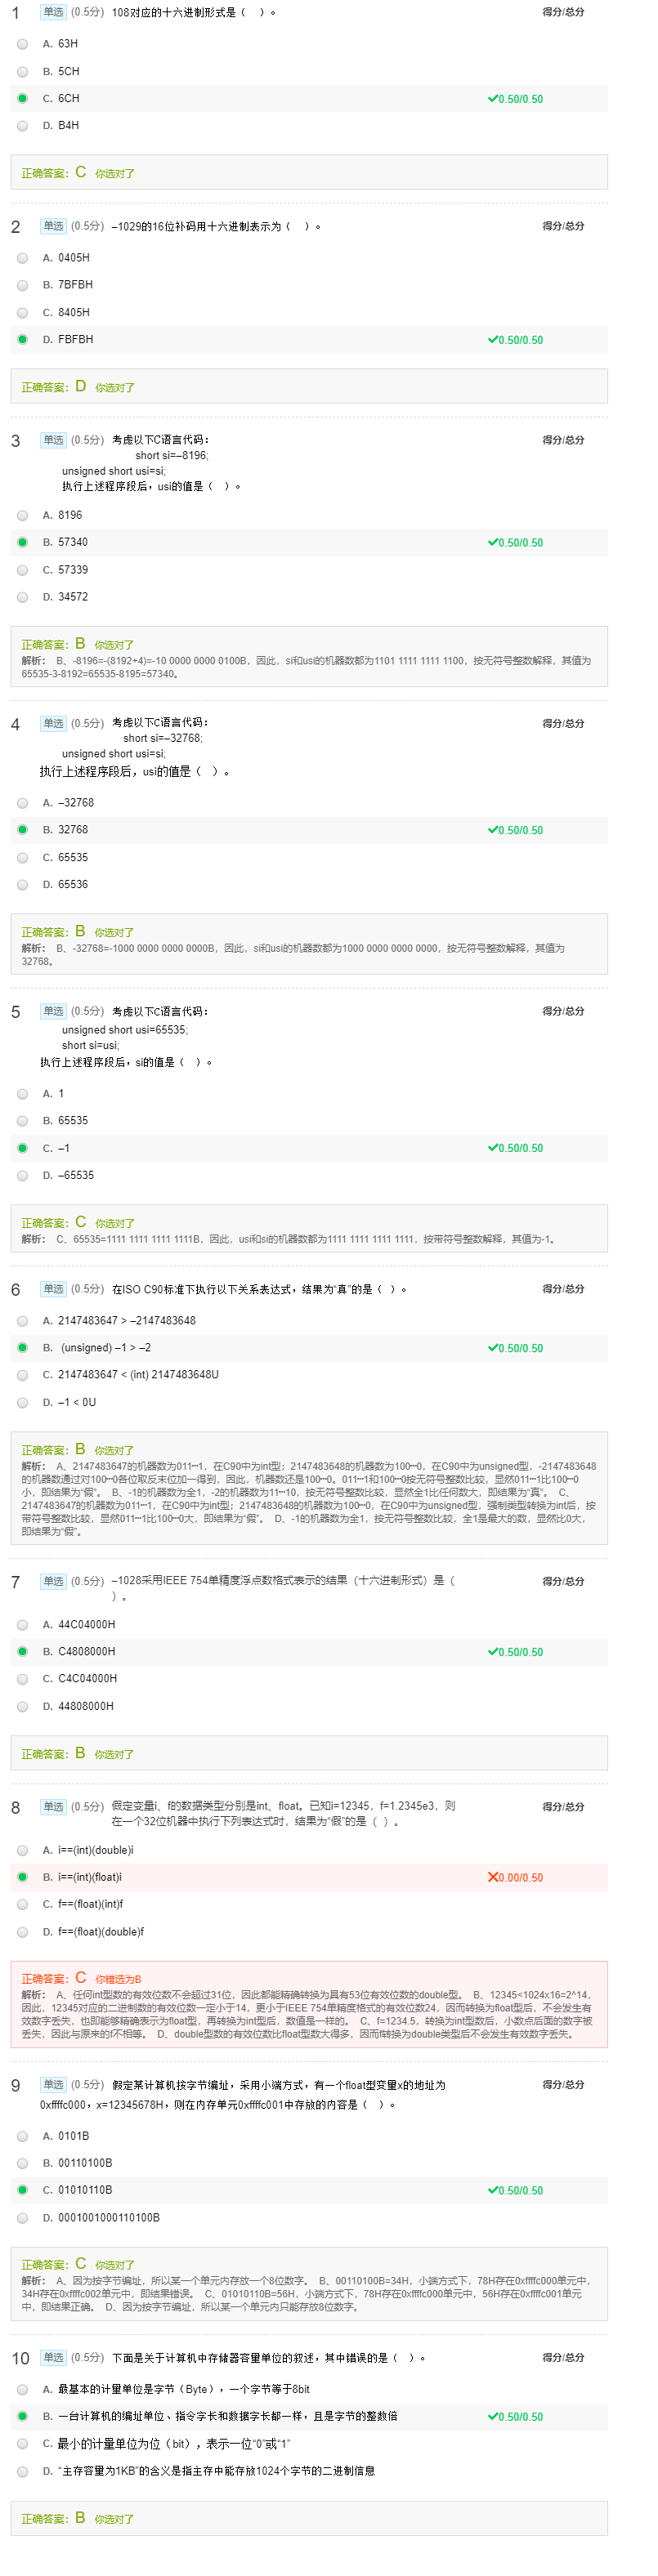 1 单选 (0.5分) 108对应的十六进制形式是（ ）。 得分/总分
A. 63H
B. 5CH
C. 6CH 0.50/0.50
D. B4H
正确答案：C 你选对了
2 单选 (0.5分) –1029的16位补码用十六进制表示为（ ）。 得分/总分
A. 0405H
B. 7BFBH
C. 8405H
D. FBFBH 0.50/0.50
正确答案：D 你选对了
3 单选 (0.5分) 考虑以下C语言代码： 得分/总分
short si=–8196;
unsigned short usi=si;
执行上述程序段后，usi的值是（ ）。
A. 8196
B. 57340 0.50/0.50
C. 57339
D. 34572
正确答案：B 你选对了
解析： B、-8196=-(8192+4)=-10 0000 0000 0100B，因此，si和usi的机器数都为1101 1111 1111 1100，按无符号整数解释，其值为
65535-3-8192=65535-8195=57340。
4 单选 (0.5分) 考虑以下C语言代码： 得分/总分
short si=–32768;
unsigned short usi=si;
执行上述程序段后，usi的值是（ ）。
A. –32768
B. 32768 0.50/0.50
C. 65535
D. 65536
正确答案：B 你选对了
解析： B、-32768=-1000 0000 0000 0000B，因此，si和usi的机器数都为1000 0000 0000 0000，按无符号整数解释，其值为
32768。
5 单选 (0.5分) 考虑以下C语言代码： 得分/总分
unsigned short usi=65535;
short si=usi;
执行上述程序段后，si的值是（ ）。
A. 1
B. 65535
C. –1 0.50/0.50
D. –65535
正确答案：C 你选对了
解析： C、65535=1111 1111 1111 1111B，因此，usi和si的机器数都为1111 1111 1111 1111，按带符号整数解释，其值为-1。
6 单选 (0.5分) 在ISO C90标准下执行以下关系表达式，结果为“真”的是（ ）。 得分/总分
A. 2147483647 > –2147483648
B. (unsigned) –1 > –2 0.50/0.50
C. 2147483647 < (int) 2147483648U
D. –1 < 0U
正确答案：B 你选对了
解析： A、2147483647的机器数为011┅1，在C90中为int型；2147483648的机器数为100┅0，在C90中为unsigned型，-2147483648
的机器数通过对100┅0各位取反末位加一得到，因此，机器数还是100┅0。011┅1和100┅0按无符号整数比较，显然011┅1比100┅0
小，即结果为“假”。 B、-1的机器数为全1，-2的机器数为11┅10，按无符号整数比较，显然全1比任何数大，即结果为“真”。 C、
2147483647的机器数为011┅1，在C90中为int型；2147483648的机器数为100┅0，在C90中为unsigned型，强制类型转换为int后，按
带符号整数比较，显然011┅1比100┅0大，即结果为“假”。 D、-1的机器数为全1，按无符号整数比较，全1是最大的数，显然比0大，
即结果为“假”。
7 单选 (0.5分) –1028采用IEEE 754单精度浮点数格式表示的结果（十六进制形式）是（ 得分/总分
）。
A. 44C04000H
B. C4808000H 0.50/0.50
C. C4C04000H
D. 44808000H
正确答案：B 你选对了
8 单选 (0.5分) 假定变量i、f的数据类型分别是int、float。已知i=12345，f=1.2345e3，则 得分/总分
在一个32位机器中执行下列表达式时，结果为“假”的是（ ）。
A. i==(int)(double)i
B. i==(int)(float)i 0.00/0.50
C. f==(float)(int)f
D. f==(float)(double)f
正确答案：C 你错选为B
解析： A、任何int型数的有效位数不会超过31位，因此都能精确转换为具有53位有效位数的double型。 B、12345<1024x16=2^14，
因此，12345对应的二进制数的有效位数一定小于14，更小于IEEE 754单精度格式的有效位数24，因而转换为float型后，不会发生有
效数字丢失，也即能够精确表示为float型，再转换为int型后，数值是一样的。 C、f=1234.5，转换为int型数后，小数点后面的数字被
丢失，因此与原来的f不相等。 D、double型数的有效位数比float型数大得多，因而f转换为double类型后不会发生有效数字丢失。
9 单选 (0.5分) 假定某计算机按字节编址，采用小端方式，有一个float型变量x的地址为 得分/总分
0xffffc000，x=12345678H，则在内存单元0xffffc001中存放的内容是（ ）。
A. 0101B
B. 00110100B
C. 01010110B 0.50/0.50
D. 0001001000110100B
正确答案：C 你选对了
解析： A、因为按字节编址，所以某一个单元内存放一个8位数字。 B、00110100B=34H，小端方式下，78H存在0xffffc000单元中，
34H存在0xffffc002单元中，即结果错误。 C、01010110B=56H，小端方式下，78H存在0xffffc000单元中，56H存在0xffffc001单元
中，即结果正确。 D、因为按字节编址，所以某一个单元内只能存放8位数字。
10 单选 (0.5分) 下面是关于计算机中存储器容量单位的叙述，其中错误的是（ ）。 得分/总分
A. 最基本的计量单位是字节（Byte），一个字节等于8bit
B. 一台计算机的编址单位、指令字长和数据字长都一样，且是字节的整数倍 0.50/0.50
C. 最小的计量单位为位（bit），表示一位“0”或“1”
D. “主存容量为1KB”的含义是指主存中能存放1024个字节的二进制信息
正确答案：B 你选对了